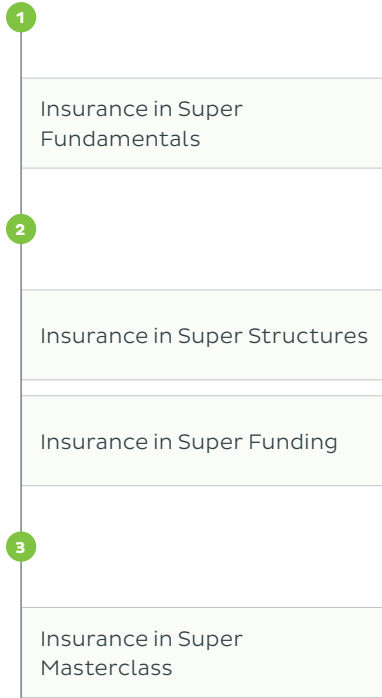 1
Insurance in Super
Fundamentals
2
Insurance in Super Structures
Insurance in Super Funding
3
Insurance in Super
Masterclass